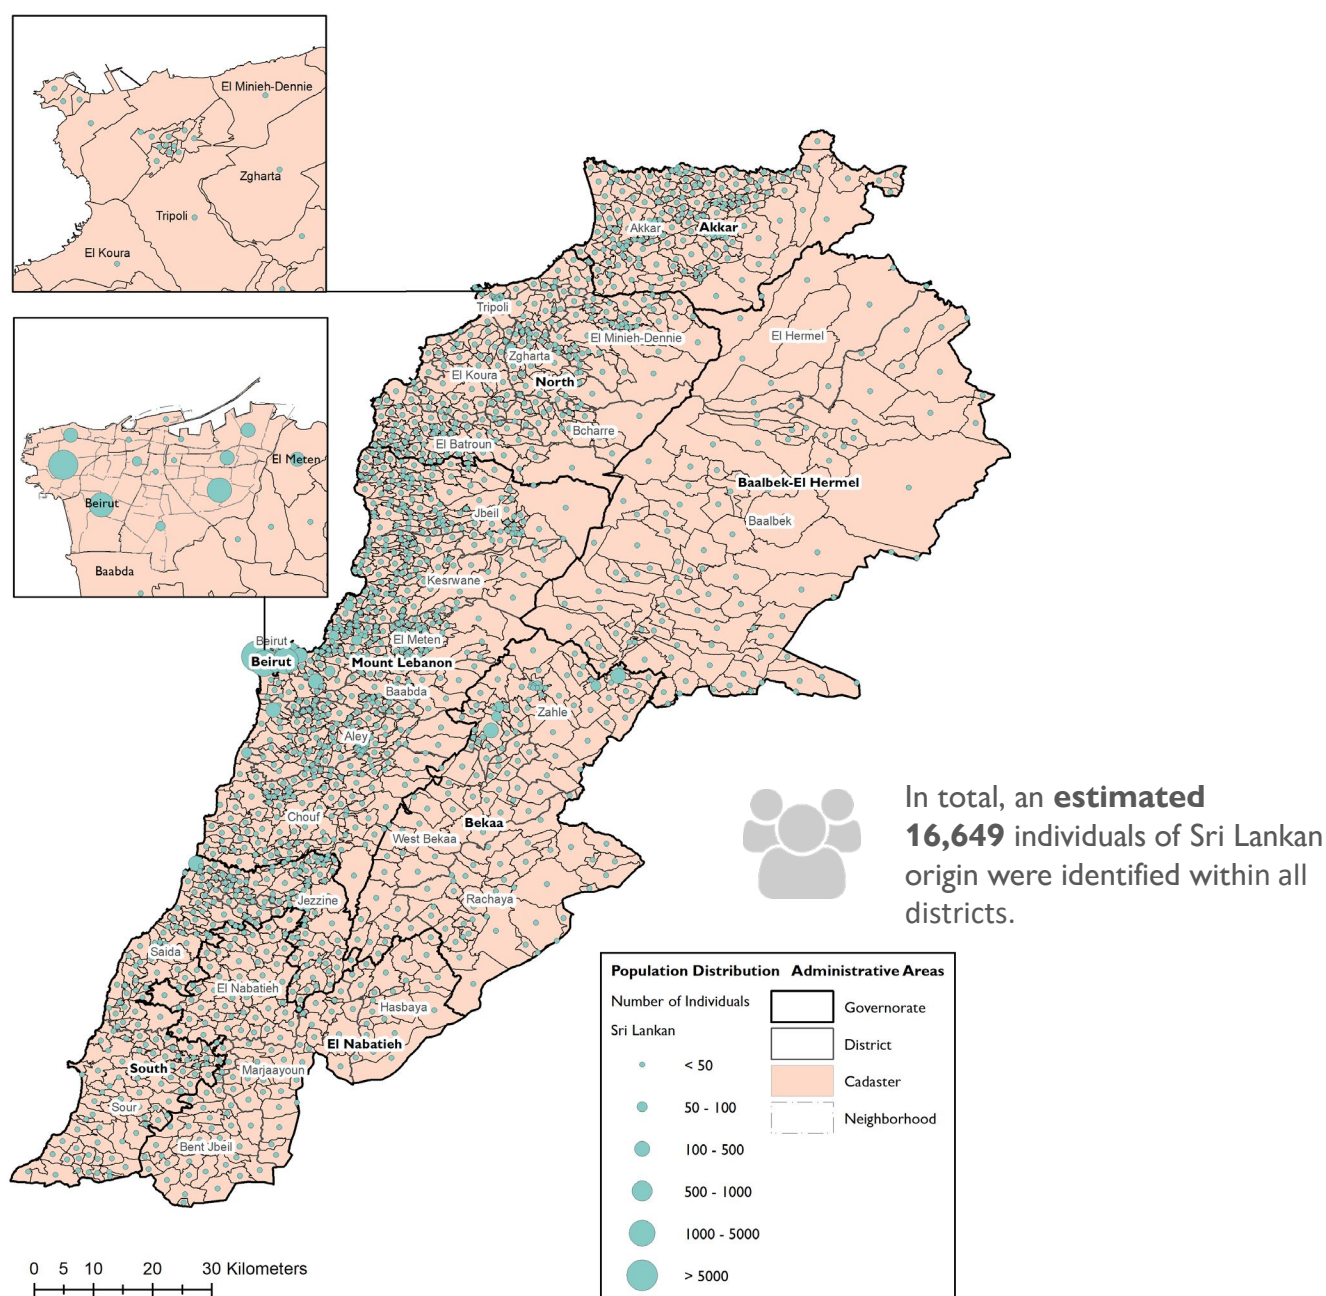 El Minieh-Dennie
Zgharta
Tripoli
El Koura
El Meten
Beirut
Baabda
Akkar
Akkar
Tripoli
El Minieh-Dennie
El Hermel
Zgharta
El Koura
North
Bcharre
El Batroun
Baalbek-El Hermel
Jbeil
Baalbek
Kesrwane
Beirut
El Meten
Beirut
Mount Lebanon
Baabda
Zahle
Aley
Chouf
Bekaa
West Bekaa
Jezzine
Rachaya
Saida
El Nabatieh
Hasbaya
El Nabatieh
South
Marjaayoun
Sour
Bent Jbeil
In total, an estimated
16,649 individuals of Sri Lankan
origin were identified within all
districts.
Population Distribution Administrative Areas
Number of Individuals
Governorate
Sri Lankan
District
< 50
Cadaster
50 - 100
Neighborhood
100 - 500
500 - 1000
1000 - 5000
> 5000
0 5 10 20 30 Kilometers